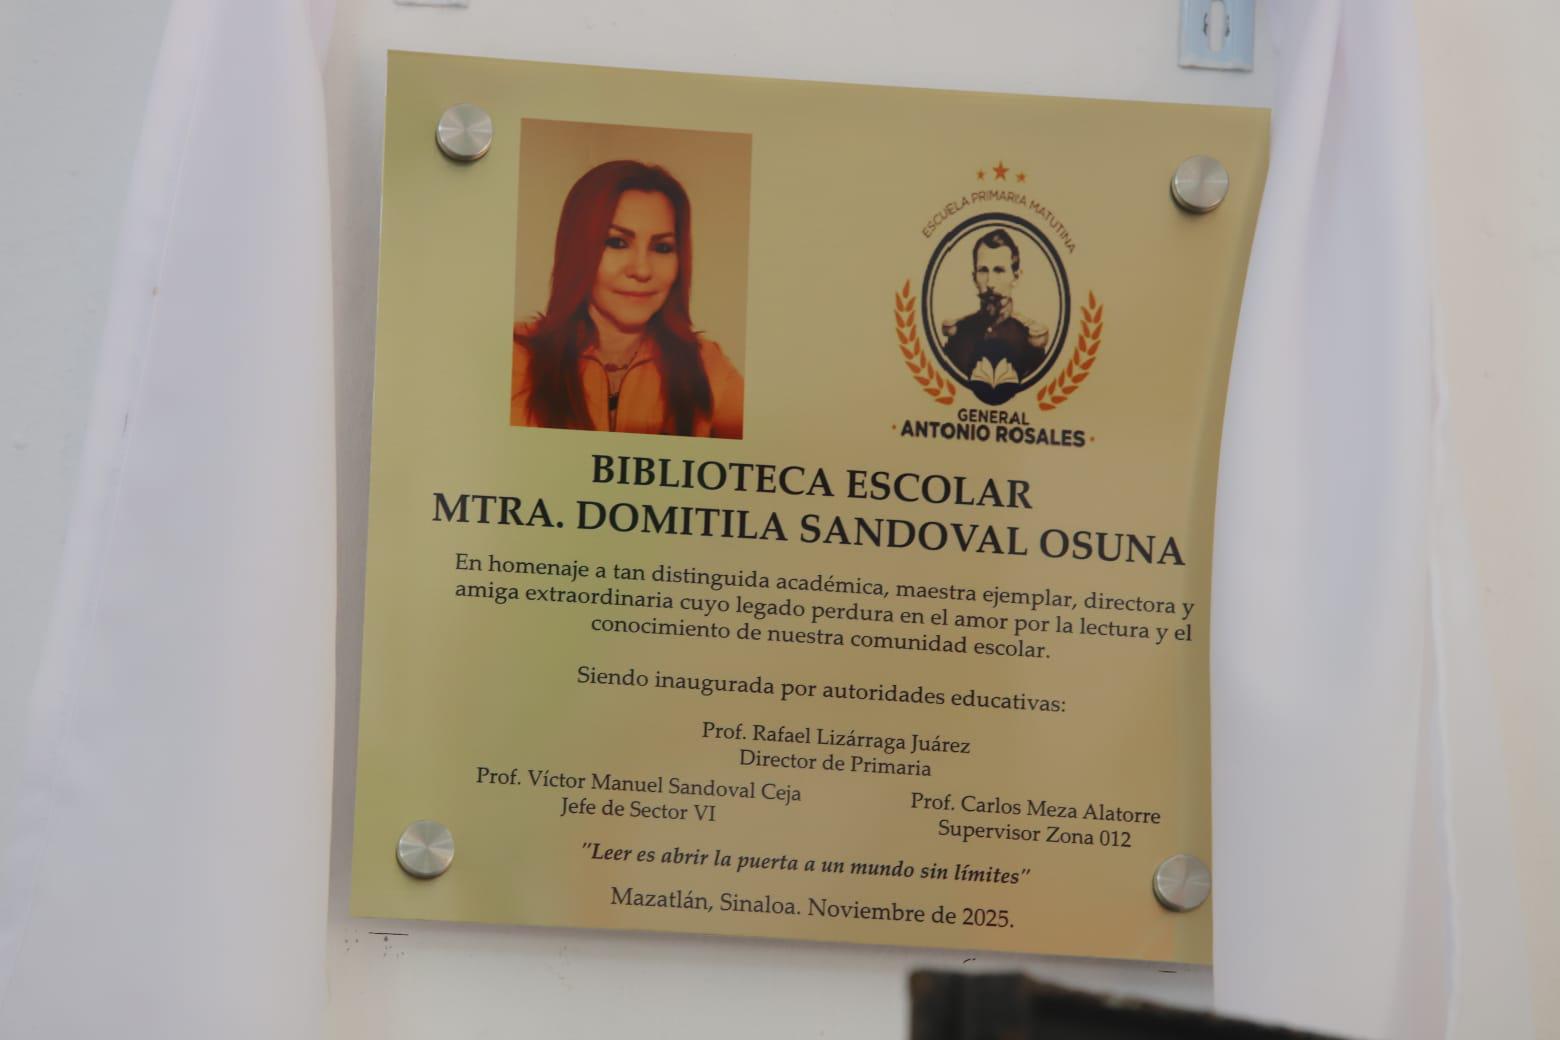 ESCUELA PRIMARIA MATUTINA
GENERAL
ANTONIO ROSALES
BIBLIOTECA ESCOLAR
MTRA. DOMITILA SANDOVAL OSUNA
En homenaje a tan distinguida académica, maestra ejemplar, directora y
amiga extraordinaria cuyo legado perdura en el amor por la lectura y el
conocimiento de nuestra comunidad escolar.
Siendo inaugurada por autoridades educativas:
Prof. Rafael Lizárraga Juárez
Director de Primaria
Prof. Víctor Manuel Sandoval Ceja
Jefe de Sector VI
Prof. Carlos Meza Alatorre
Supervisor Zona 012
"Leer es abrir la puerta a un mundo sin límites"
Mazatlán, Sinaloa. Noviembre de 2025.